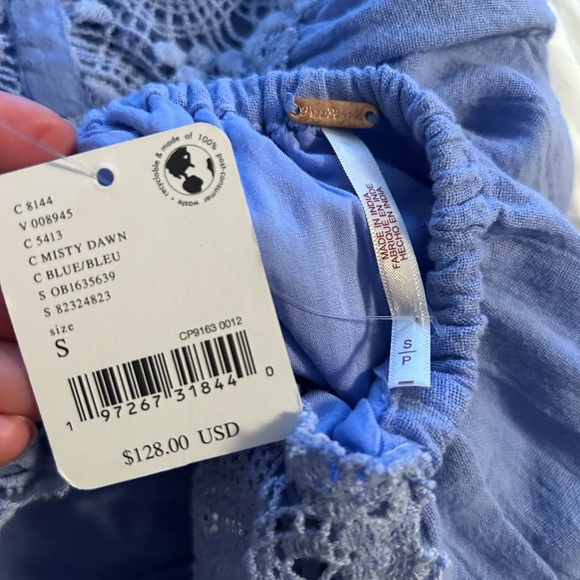 recyclable & made of 100% post-consumer waste
C 8144
V 008945
C 5413
C MISTY DAWN
C BLUE/BLEU
S OB1635639
S 82324823
size
S
CP9163 0012
1 97267 31844 0
$128.00 USD
MADE IN INDIA
FABRIQUE EN INDE
HECHO EN INDIA
S|P